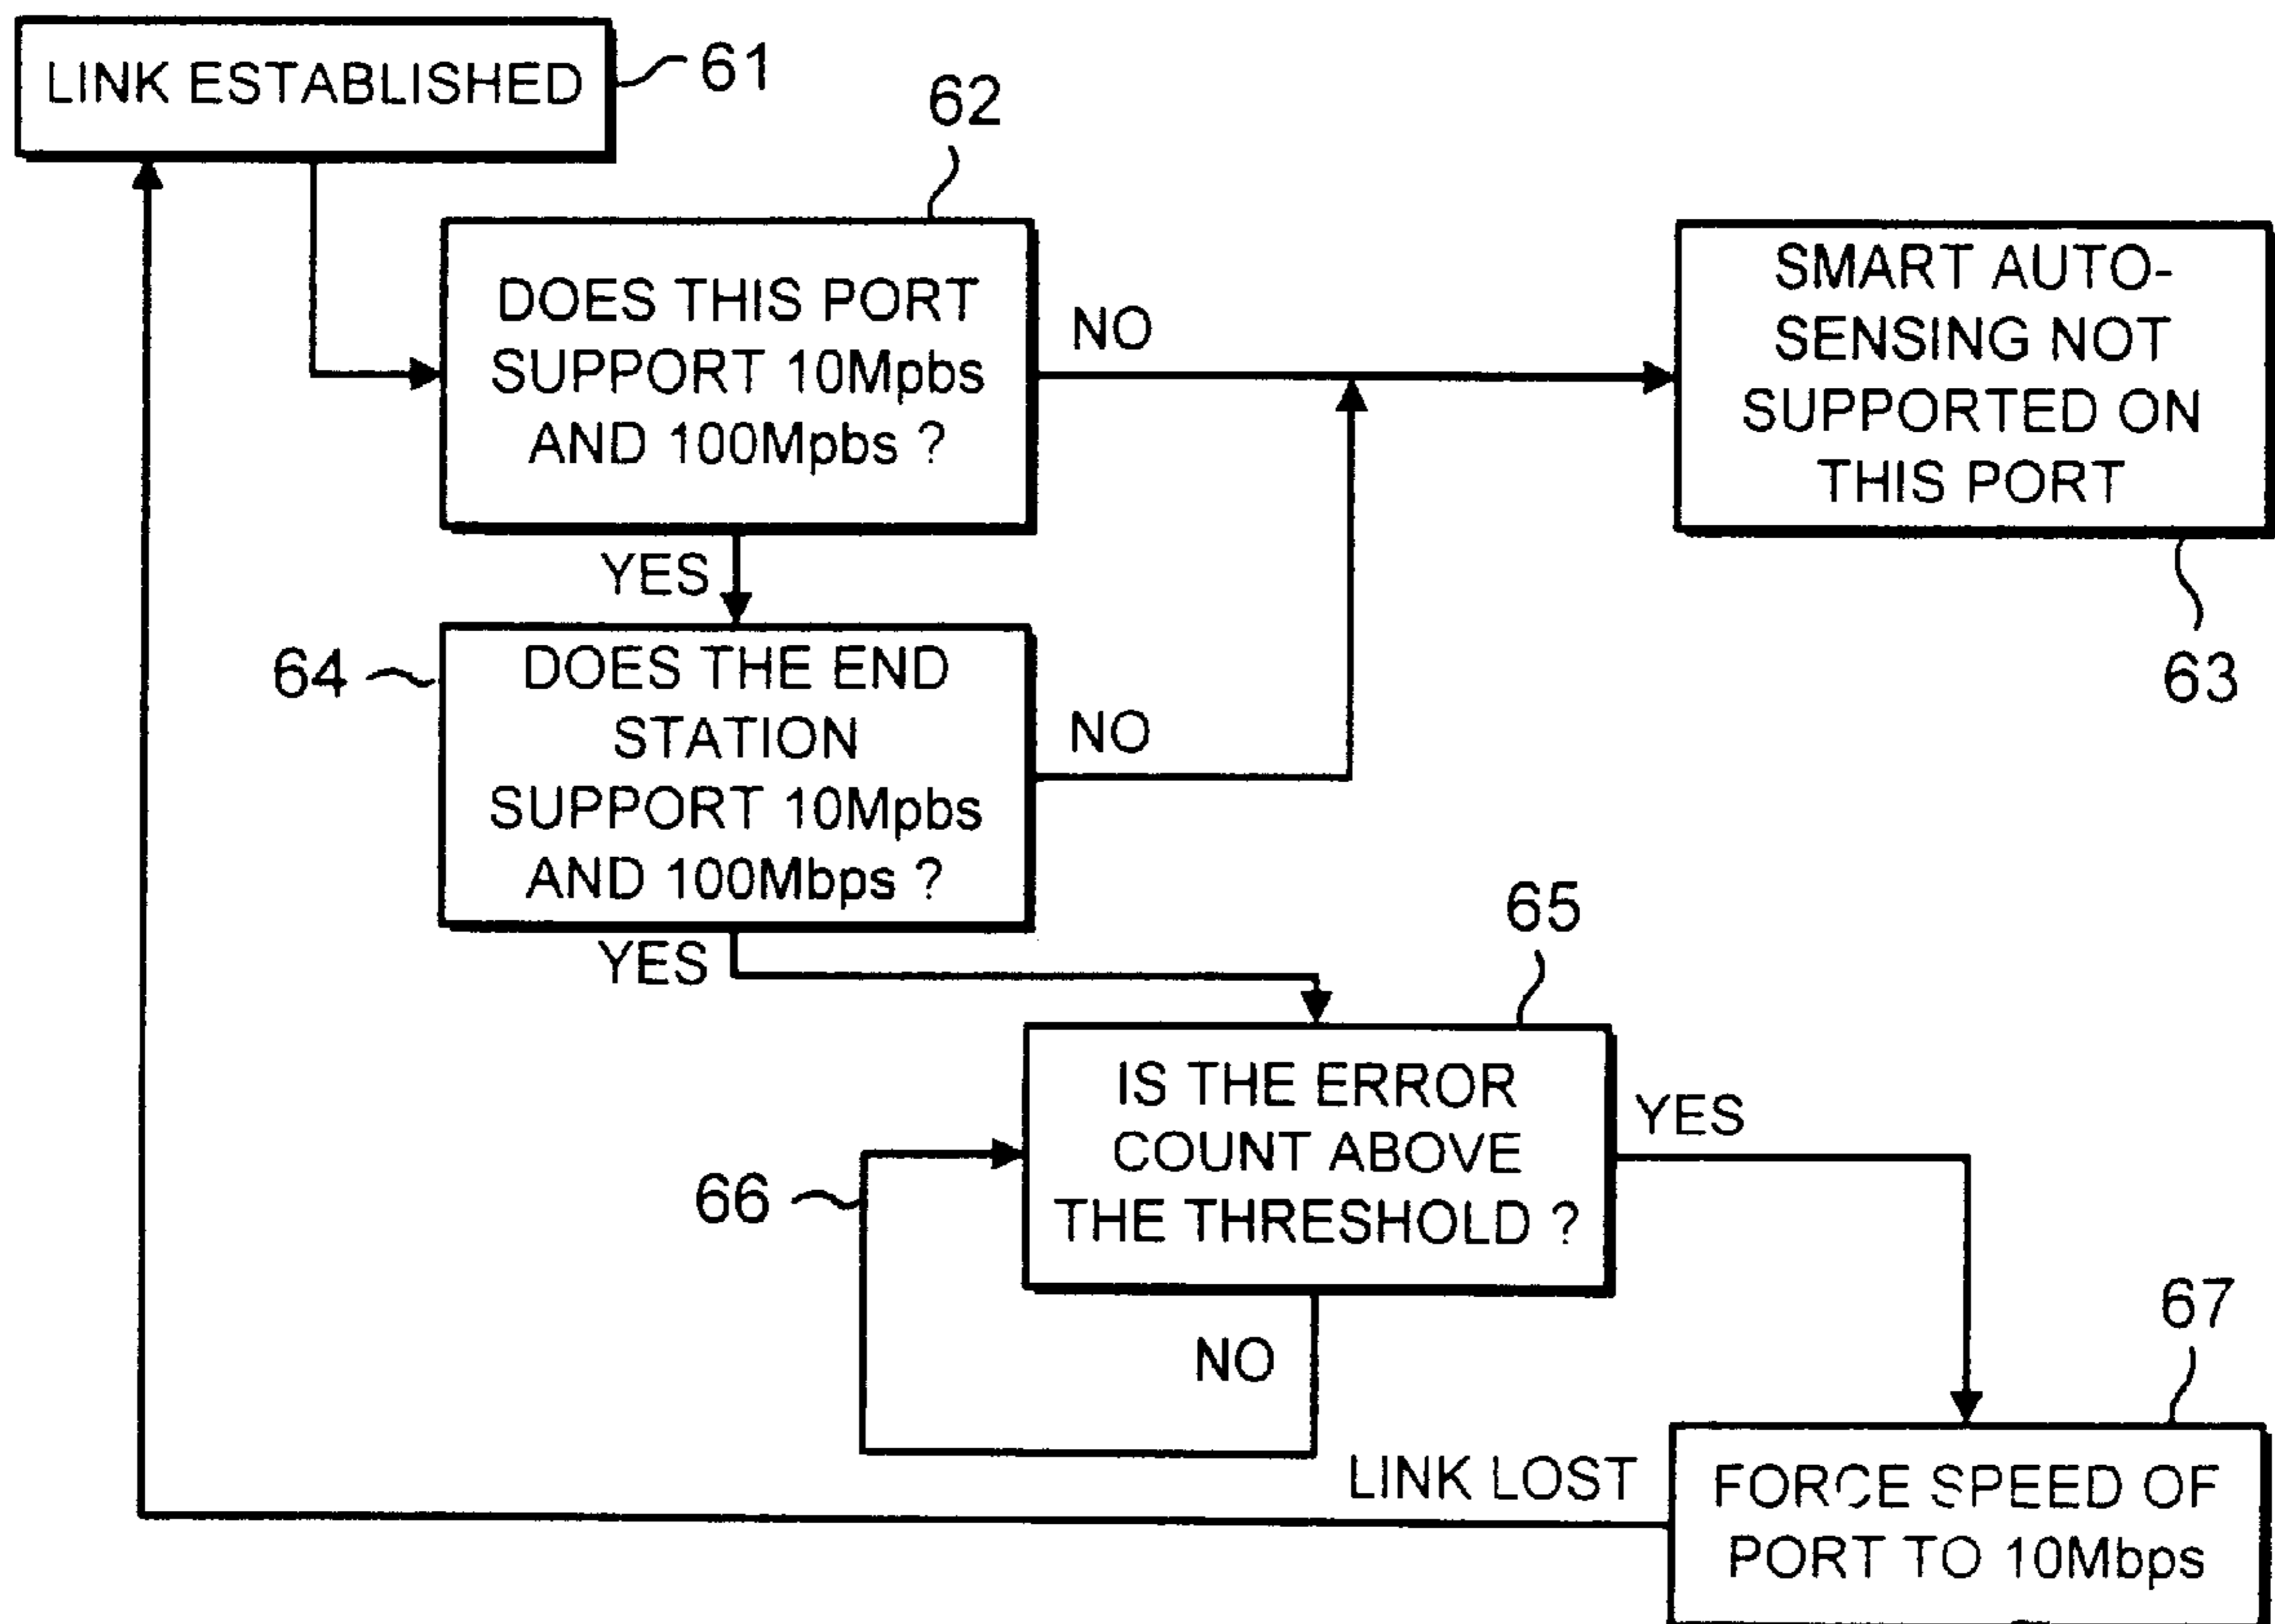 LINK ESTABLISHED
61
62
DOES THIS PORT
SUPPORT 10Mpbs
AND 100Mpbs ?
NO
SMART AUTO-
SENSING NOT
SUPPORTED ON
THIS PORT
63
YES
64
DOES THE END
STATION
SUPPORT 10Mpbs
AND 100Mbps ?
NO
YES
65
IS THE ERROR
COUNT ABOVE
THE THRESHOLD ?
YES
66
NO
67
LINK LOST
FORCE SPEED OF
PORT TO 10Mbps